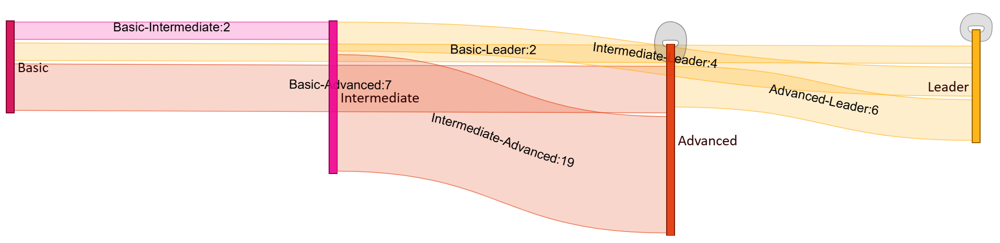 Basic-Intermediate:2
Basic-Leader:2
Intermediate-Leader:4
Basic
Basic-Advanced:7
Intermediate
Leader
Advanced-Leader:6
Intermediate-Advanced:19
Advanced